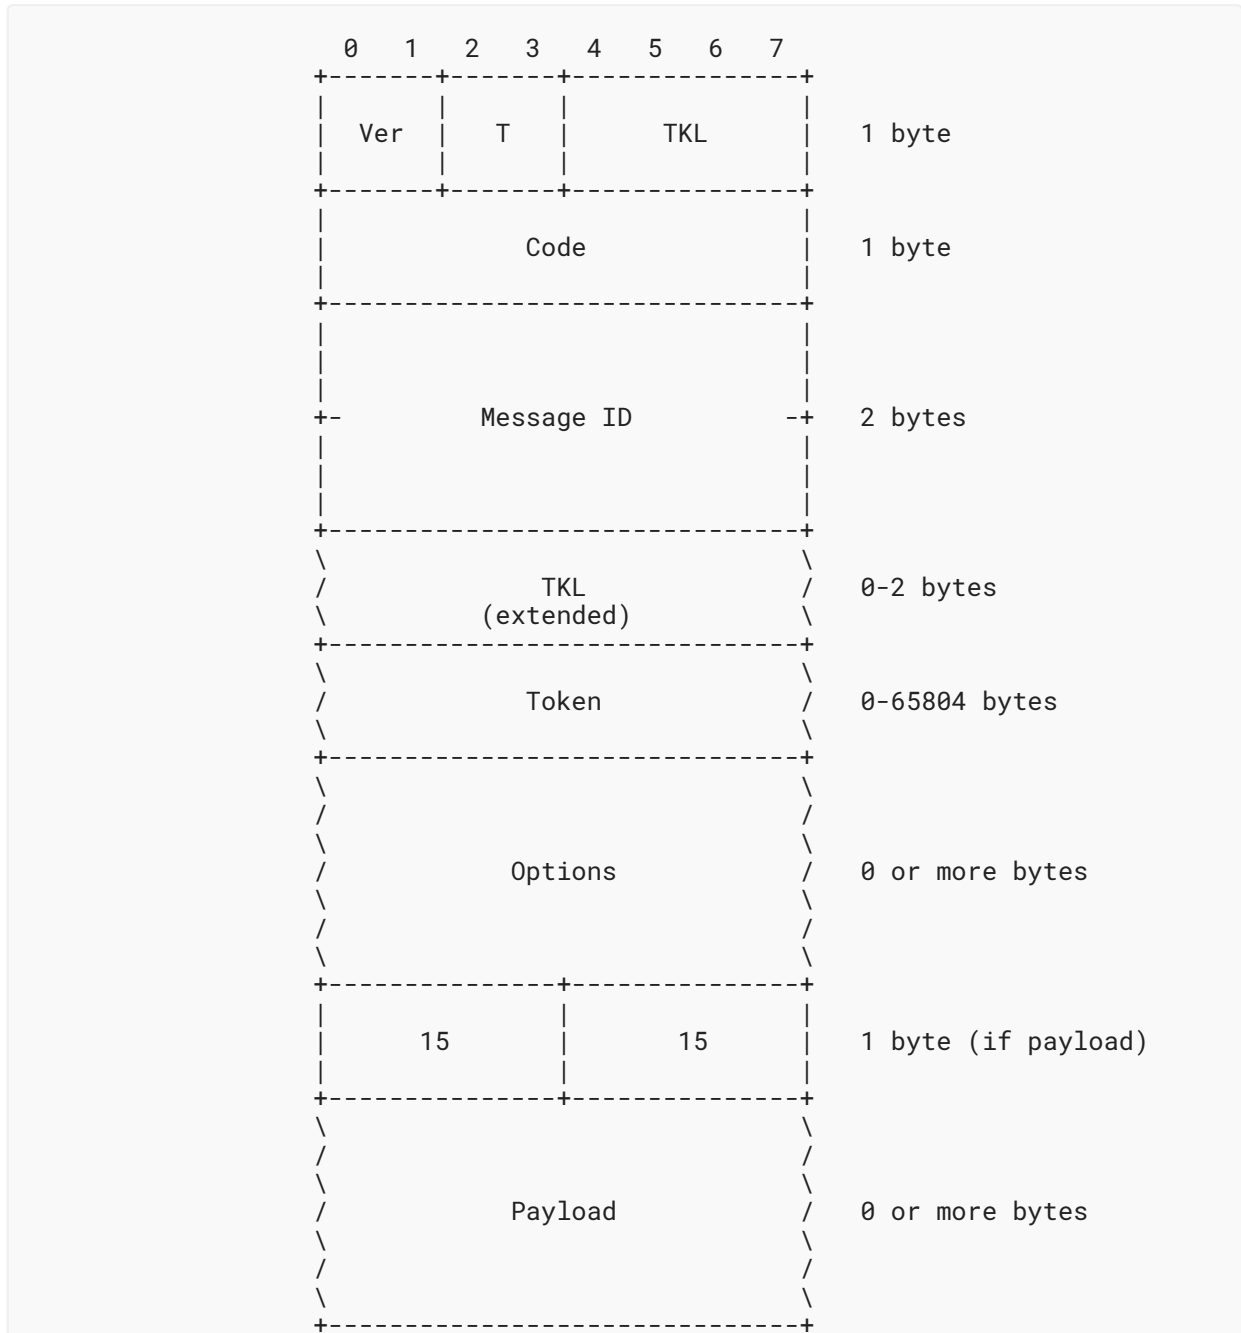 0 1 2 3 4 5 6 7
+-------+-------+---------------+
| | | |
| Ver | T | TKL | 1 byte
| | | |
+-------+-------+---------------+
| |
| Code | 1 byte
| |
+-------------------------------+
| |
| |
| |
+- Message ID -+ 2 bytes
| |
| |
| |
+-------------------------------+
\ \
/ TKL / 0-2 bytes
\ (extended) \
+-------------------------------+
\ \
/ Token / 0-65804 bytes
\ \
+-------------------------------+
\ \
/ /
\ \
/ Options / 0 or more bytes
\ \
/ /
\ \
+---------------+---------------+
| | |
| 15 | 15 | 1 byte (if payload)
| | |
+---------------+---------------+
\ \
/ /
\ \
/ Payload / 0 or more bytes
\ \
/ /
\ \
+-------------------------------+